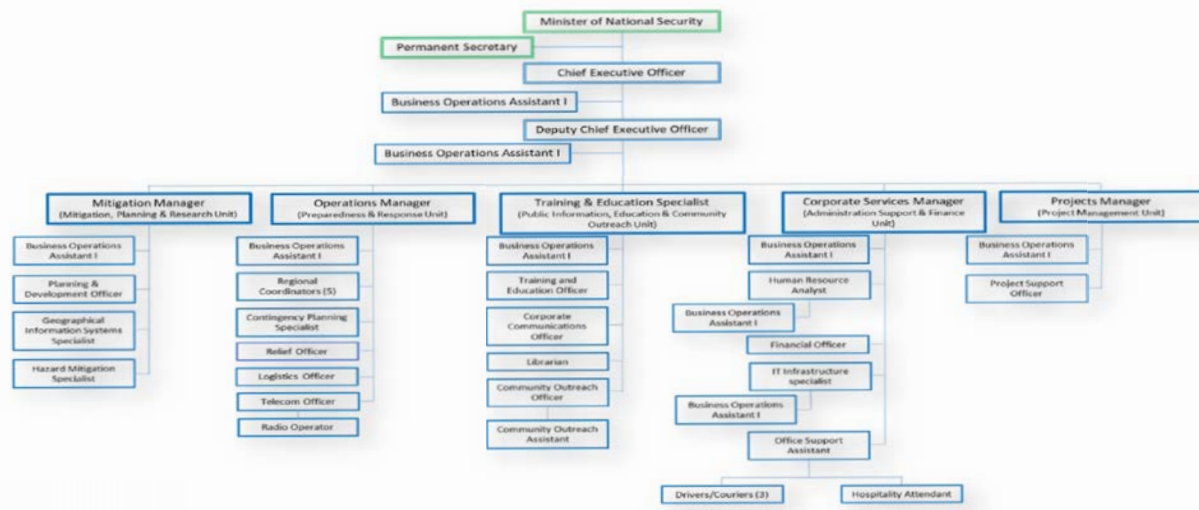 Minister of National Security
Permanent Secretary
Chief Executive Officer
Business Operations Assistant I
Deputy Chief Executive Officer
Business Operations Assistant I
Mitigation Manager
(Mitigation, Planning & Research Unit)
Business Operations
Assistant I
Planning &
Development Officer
Geographical
Information Systems
Specialist
Hazard Mitigation
Specialist
Operations Manager
(Preparedness & Response Unit)
Business Operations
Assistant I
Regional
Coordinators (5)
Contingency Planning
Specialist
Relief Officer
Logistics Officer
Telecom Officer
Radio Operator
Training & Education Specialist
(Public Information, Education & Community
Outreach Unit)
Business Operations
Assistant I
Training and
Education Officer
Corporate
Communications
Officer
Librarian
Community Outreach
Officer
Community Outreach
Assistant
Corporate Services Manager
(Administration Support & Finance
Unit)
Business Operations
Assistant I
Human Resource
Analyst
Business Operations
Assistant I
Financial Officer
IT Infrastructure
specialist
Business Operations
Assistant I
Office Support
Assistant
Drivers/Couriers (3)
Hospitality Attendant
Projects Manager
(Project Management Unit)
Business Operations
Assistant I
Project Support
Officer